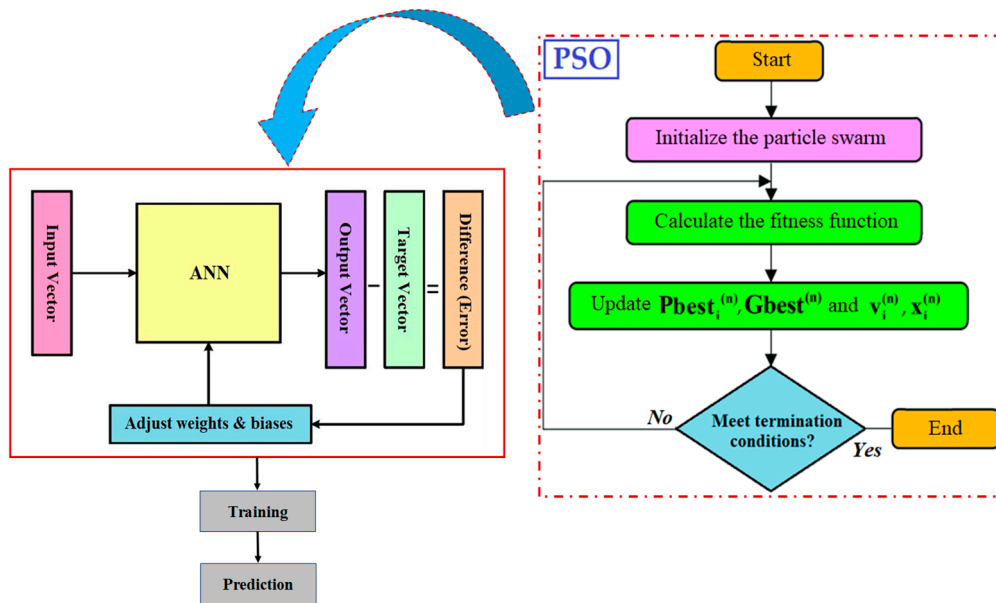 PSO
Start
Initialize the particle swarm
Calculate the fitness function
Update Pbest_i^(n), Gbest^(n) and v_i^(n), x_i^(n)
Meet termination
conditions?
No
Yes
End
Input Vector
ANN
Output Vector
–
Target Vector
=
Difference (Error)
Adjust weights & biases
Training
Prediction